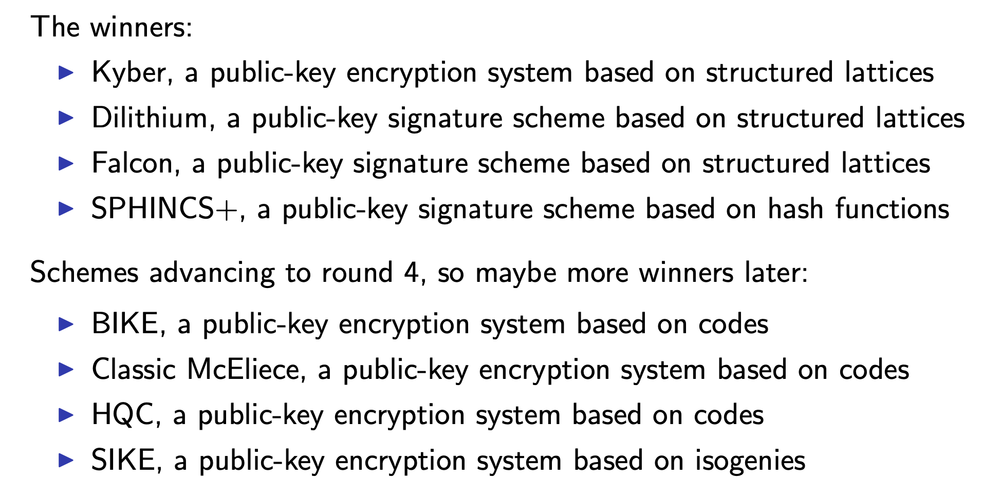 The winners:
▶ Kyber, a public-key encryption system based on structured lattices
▶ Dilithium, a public-key signature scheme based on structured lattices
▶ Falcon, a public-key signature scheme based on structured lattices
▶ SPHINCS+, a public-key signature scheme based on hash functions
Schemes advancing to round 4, so maybe more winners later:
▶ BIKE, a public-key encryption system based on codes
▶ Classic McEliece, a public-key encryption system based on codes
▶ HQC, a public-key encryption system based on codes
▶ SIKE, a public-key encryption system based on isogenies